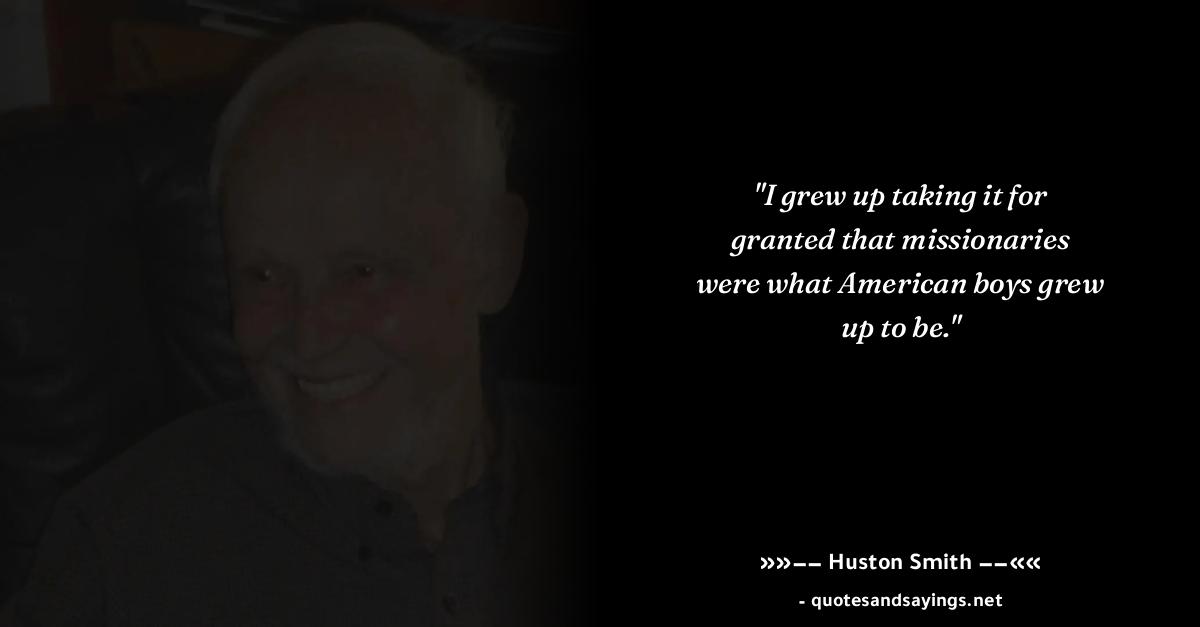 "I grew up taking it for
granted that missionaries
were what American boys grew
up to be."
»»−− Huston Smith −−««
- quotesandsayings.net